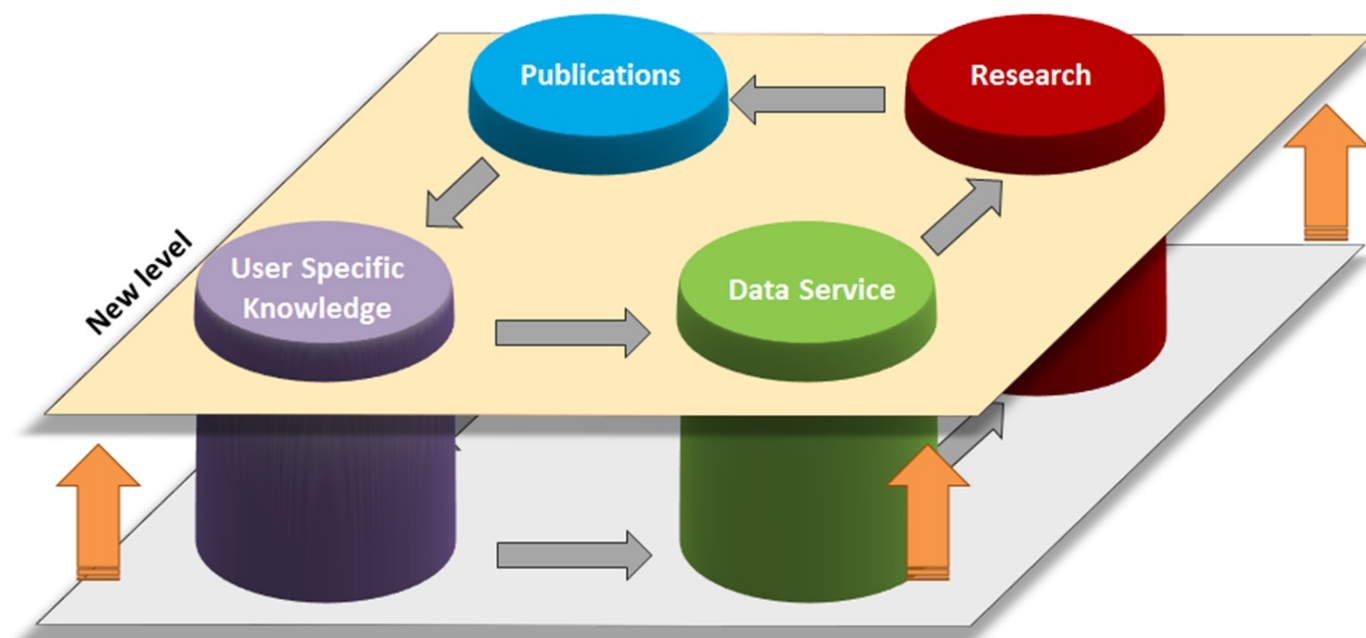 Publications
Research
New level
User Specific
Knowledge
Data Service